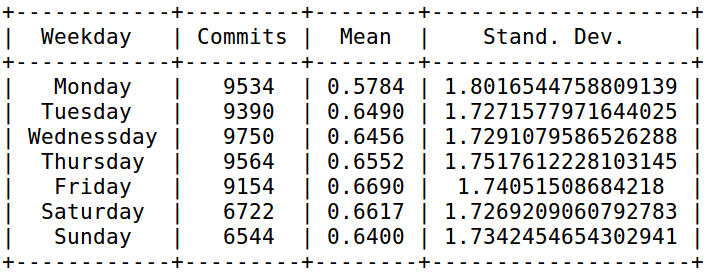 +------------+---------+--------+--------------------+
|  Weekday   | Commits |  Mean  |    Stand. Dev.     |
+------------+---------+--------+--------------------+
|   Monday   |   9534  | 0.5784 | 1.8016544758809139 |
|  Tuesday   |   9390  | 0.6490 | 1.7271577971644025 |
| Wednessday |   9750  | 0.6456 | 1.7291079586526288 |
|  Thursday  |   9564  | 0.6552 | 1.7517612228103145 |
|   Friday   |   9154  | 0.6690 |  1.74051508684218  |
|  Saturday  |   6722  | 0.6617 | 1.7269209060792783 |
|   Sunday   |   6544  | 0.6400 | 1.7342454654302941 |
+------------+---------+--------+--------------------+